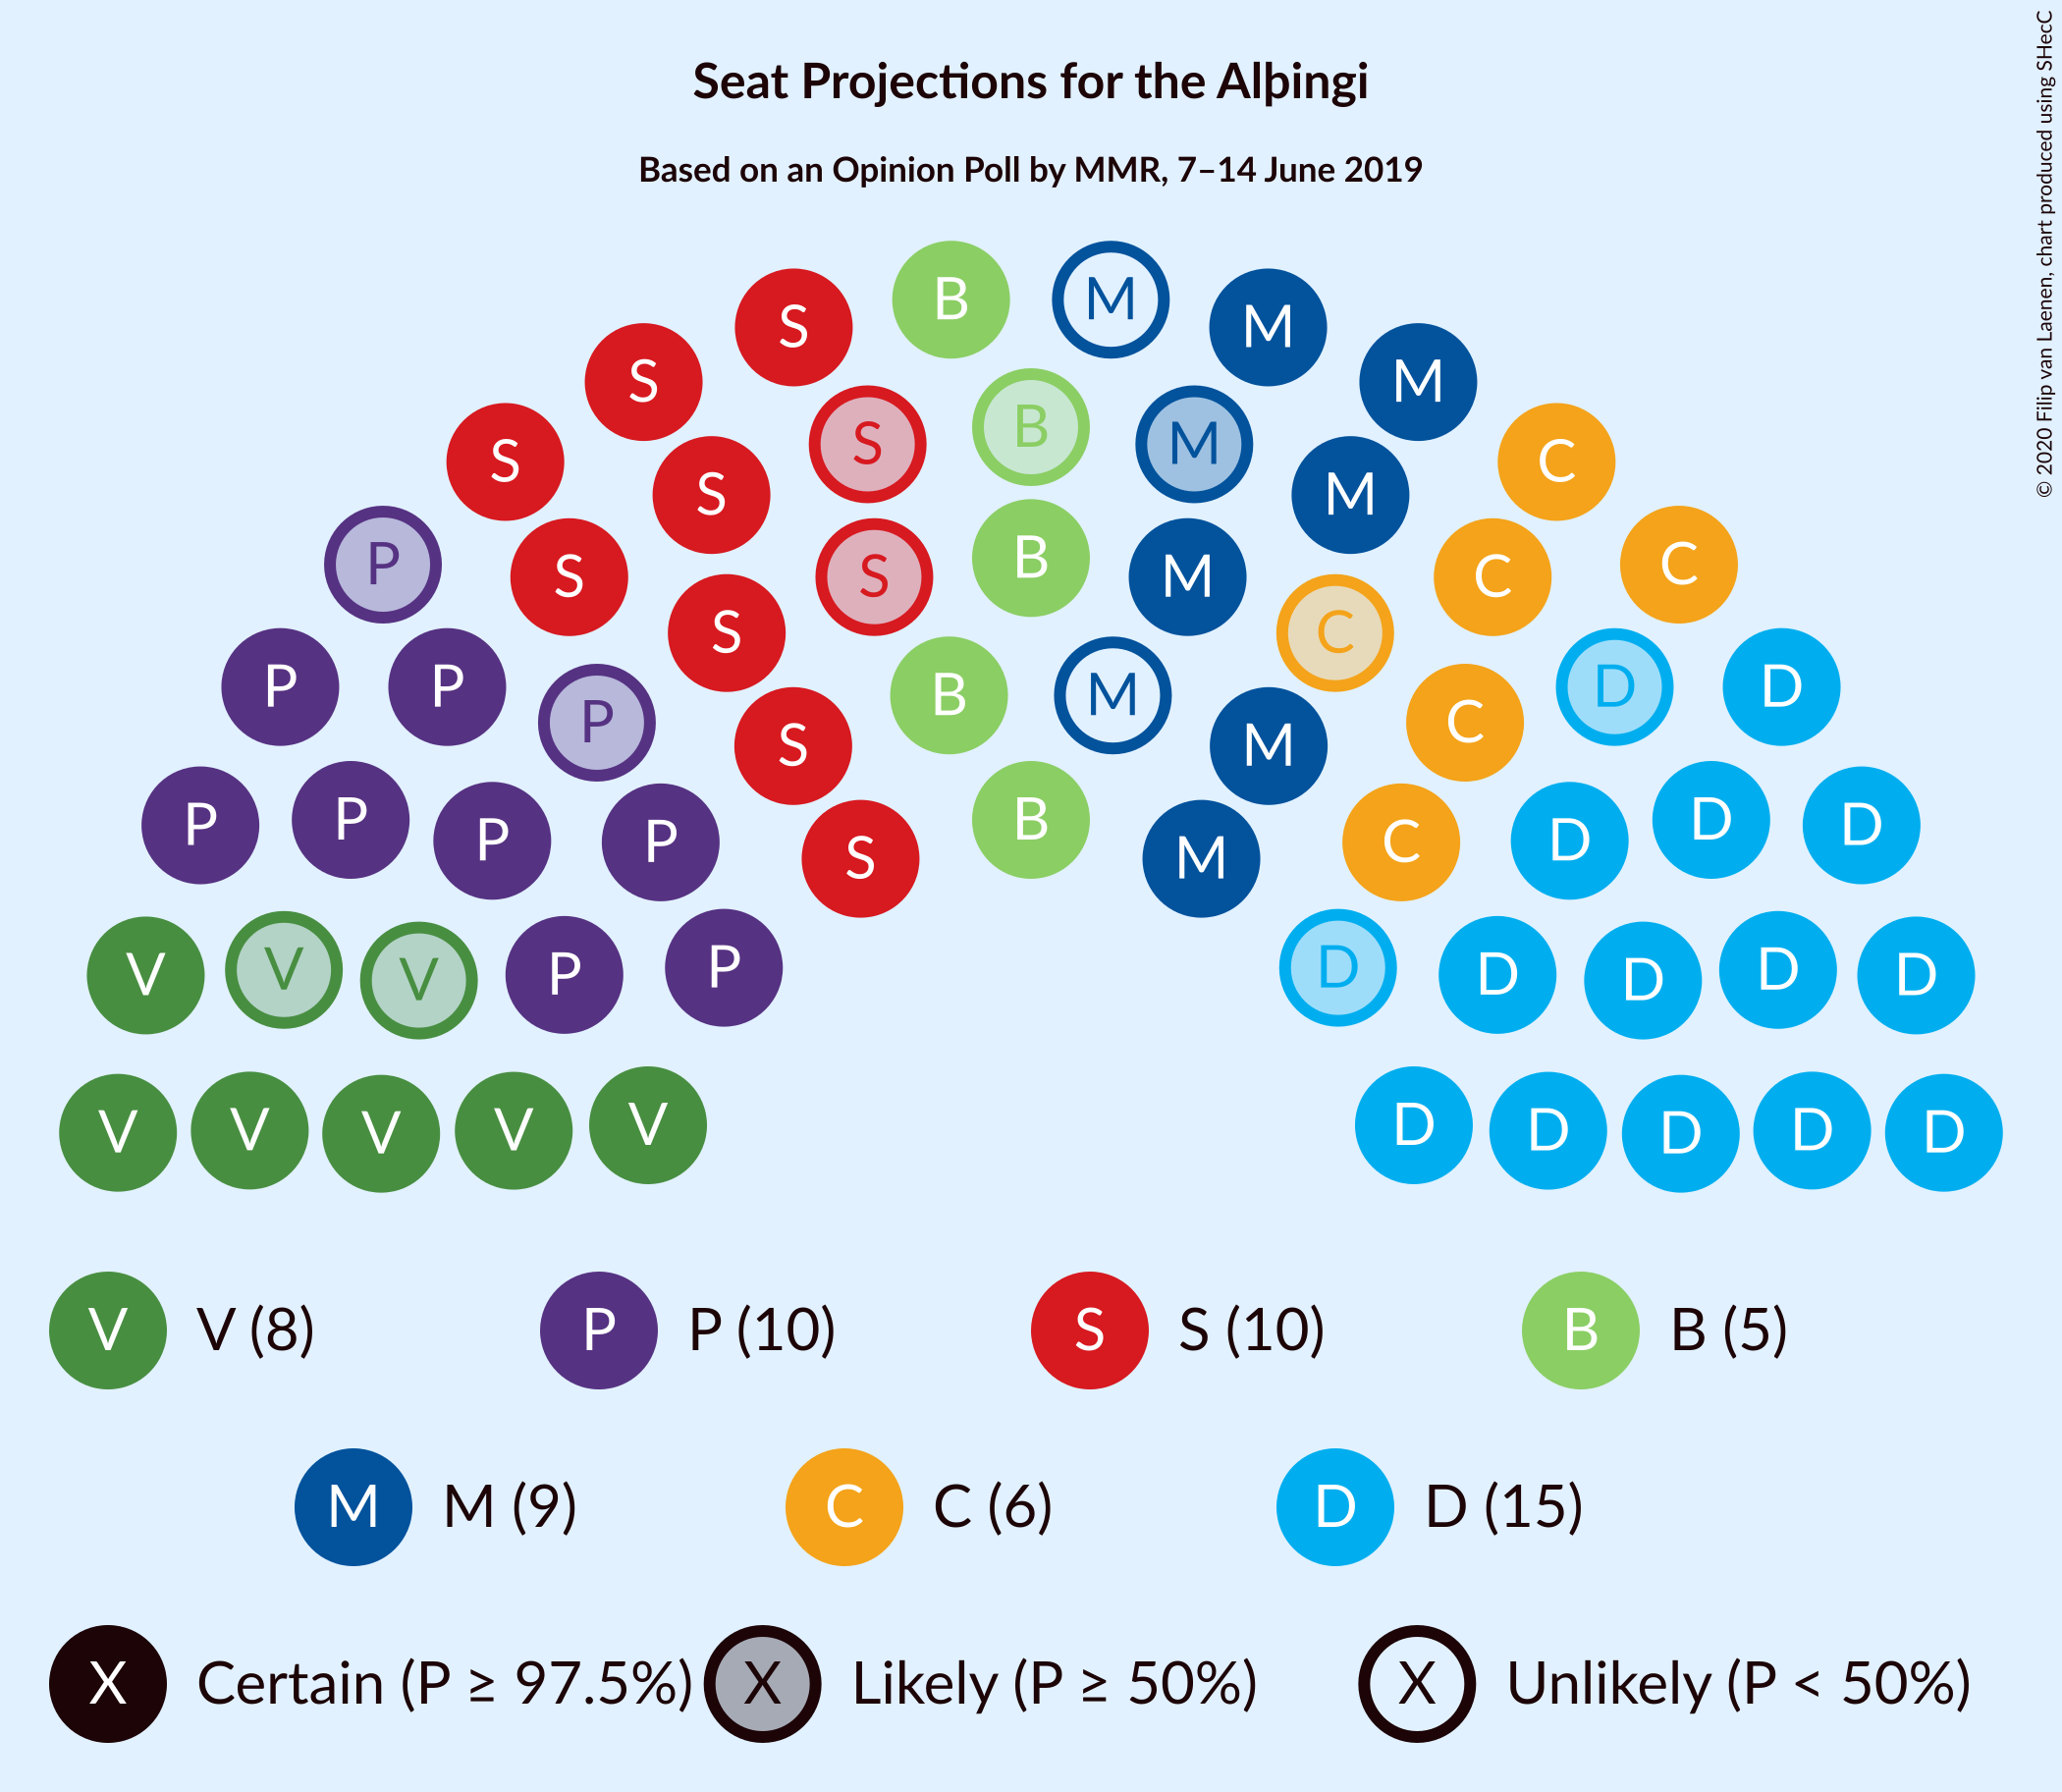 Seat Projections for the Alþingi
Based on an Opinion Poll by MMR, 7–14 June 2019
© 2020 Filip van Laenen, chart produced using SHecC
B M
S M
S M
S B M C
S M
P B C
S S M C
S C
P P D D
P S B M C
S M
P P P P S B M C D D D
V V V P P D D D D D
V V V V V D D D D D
V V (8) P P (10) S S (10) B B (5)
M M (9) C C (6) D D (15)
X Certain (P ≥ 97.5%) X Likely (P ≥ 50%) X Unlikely (P < 50%)